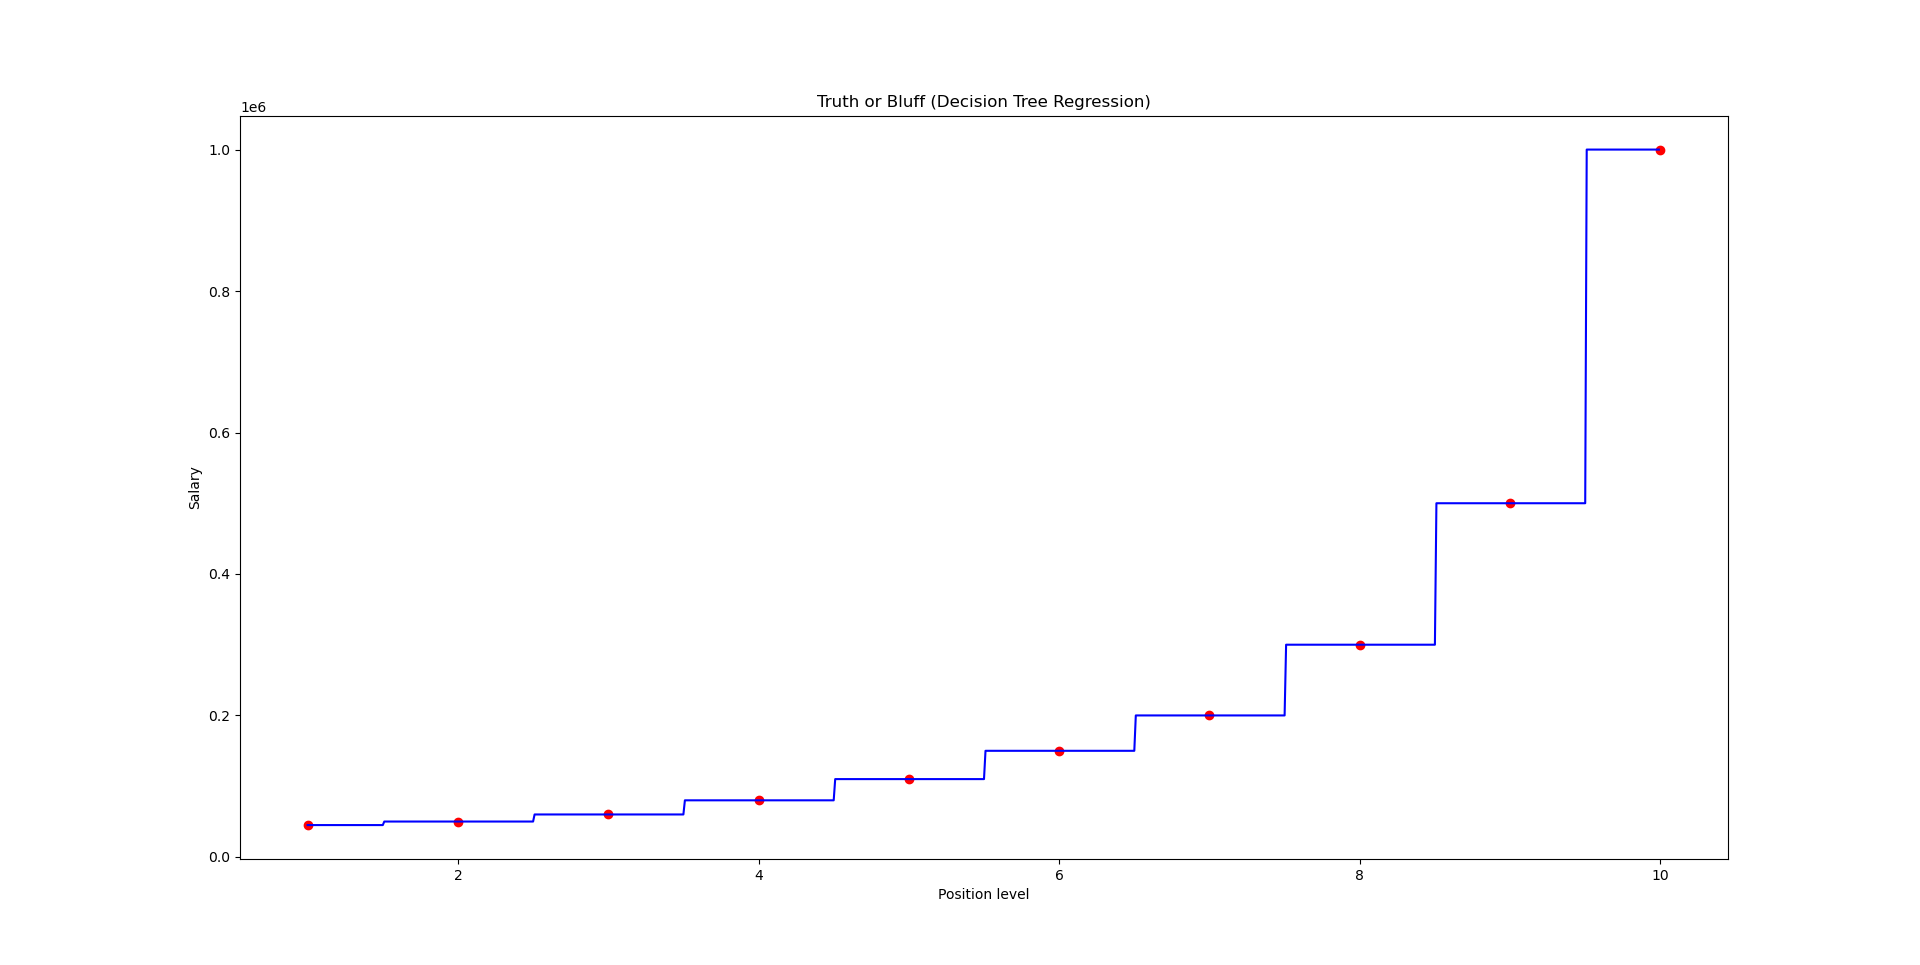 Truth or Bluff (Decision Tree Regression)
1e6
1.0
0.8
0.6
0.4
0.2
0.0
Salary
2 4 6 8 10
Position level